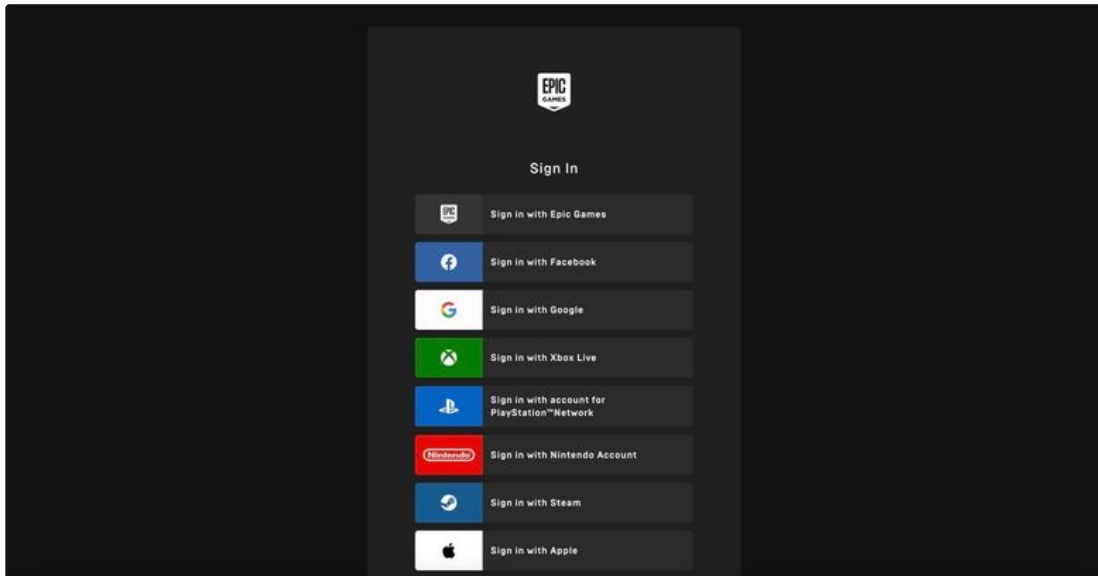 EPIC
GAMES
Sign In
EPIC
GAMES
Sign in with Epic Games
Sign in with Facebook
G
Sign in with Google
Sign in with Xbox Live
Sign in with account for
PlayStation™Network
Nintendo
Sign in with Nintendo Account
Sign in with Steam
Sign in with Apple